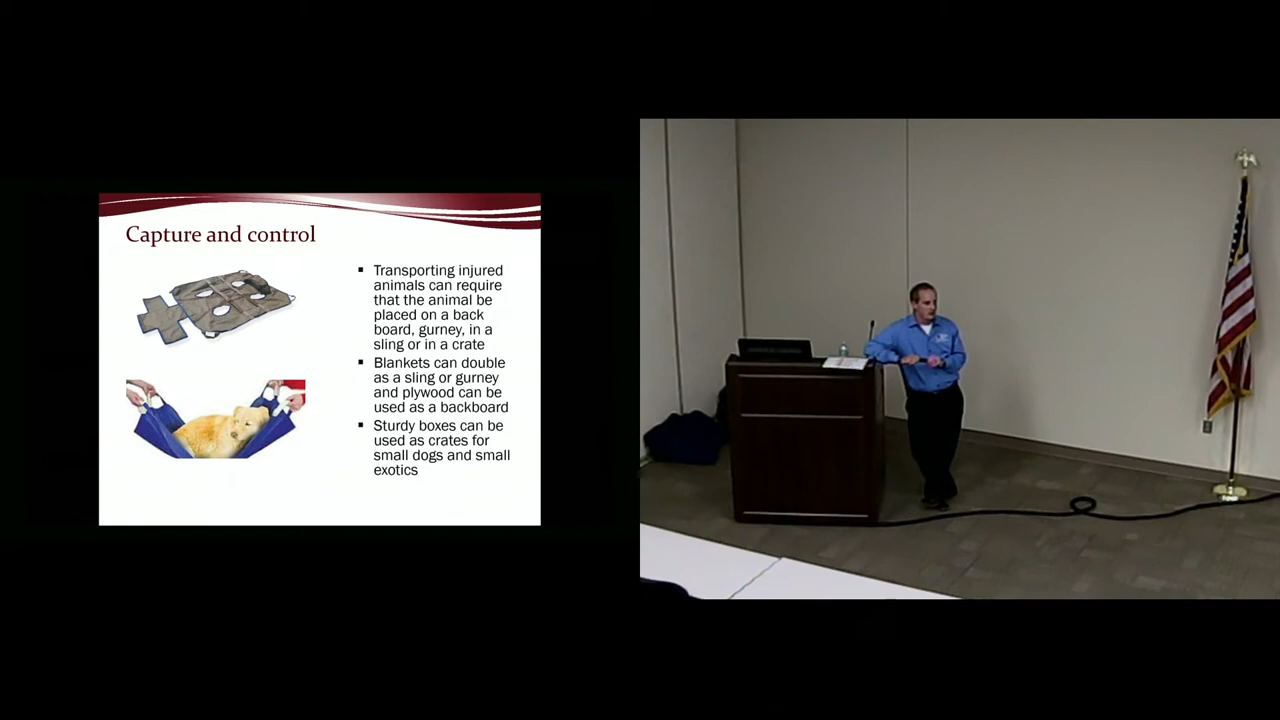 Capture and control
▪ Transporting injured
animals can require
that the animal be
placed on a back
board, gurney, in a
sling or in a crate
▪ Blankets can double
as a sling or gurney
and plywood can be
used as a backboard
▪ Sturdy boxes can be
used as crates for
small dogs and small
exotics